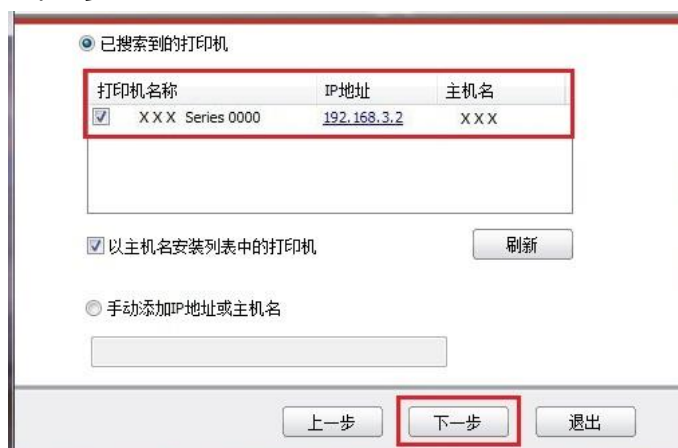 已搜索到的打印机
打印机名称 IP地址 主机名
XXX Series 0000 192.168.3.2 XXX
以主机名安装列表中的打印机 刷新
手动添加IP地址或主机名
上一步 下一步 退出